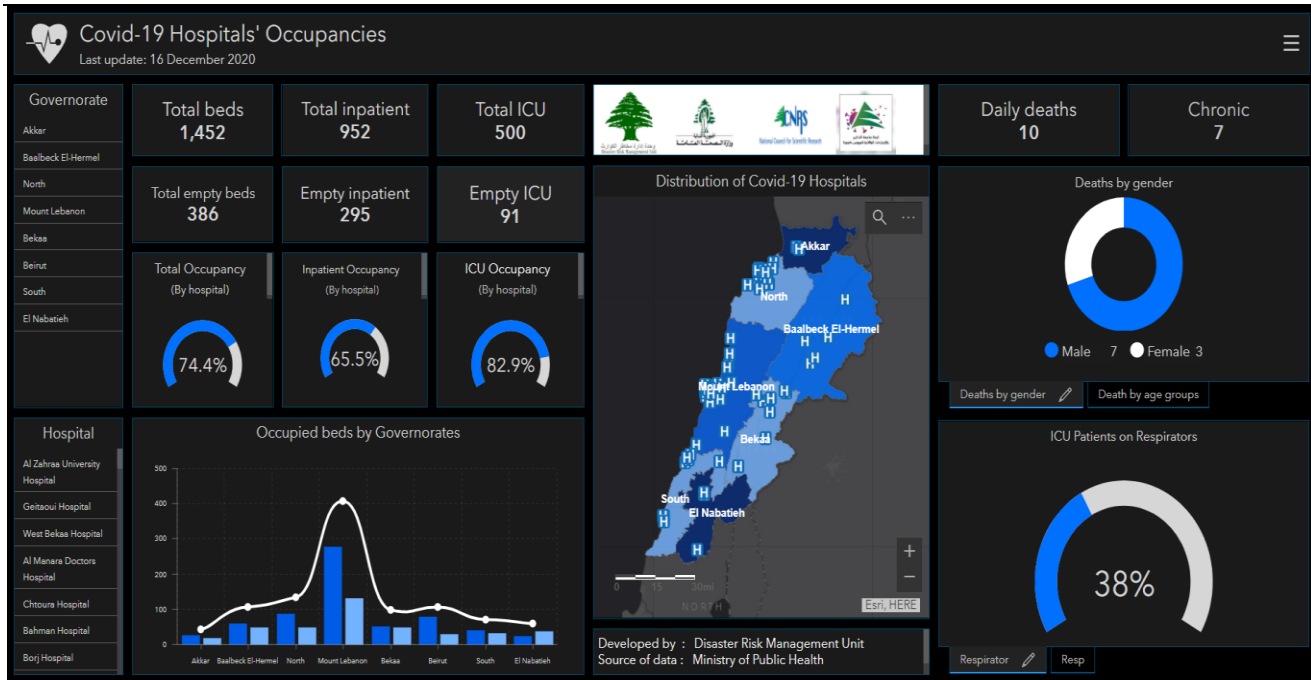 Covid-19 Hospitals' Occupancies
Last update: 16 December 2020
Governorate
Akkar
Baalbeck El-Hermel
North
Mount Lebanon
Bekaa
Beirut
South
El Nabatieh
Total beds
1,452
Total inpatient
952
Total ICU
500
Total empty beds
386
Empty inpatient
295
Empty ICU
91
Total Occupancy
(By hospital)
74.4%
Inpatient Occupancy
(By hospital)
65.5%
ICU Occupancy
(By hospital)
82.9%
CNRS
National Council for Scientific Research
Daily deaths
10
Chronic
7
Distribution of Covid-19 Hospitals
H
Akkar
North
Baalbeck El-Hermel
Mount Lebanon
Bekaa
South
El Nabatieh
0 15 30mi
NORTH
Esri, HERE
Developed by : Disaster Risk Management Unit
Source of data : Ministry of Public Health
Deaths by gender
Male 7 Female 3
Deaths by gender Death by age groups
ICU Patients on Respirators
38%
Respirator Resp
Hospital
Al Zahraa University
Hospital
Geitaoui Hospital
West Bekaa Hospital
Al Manara Doctors
Hospital
Chtoura Hospital
Bahman Hospital
Borj Hospital
Occupied beds by Governorates
500
400
300
200
100
0
Akkar Baalbeck El-Hermel North Mount Lebanon Bekaa Beirut South El Nabatieh